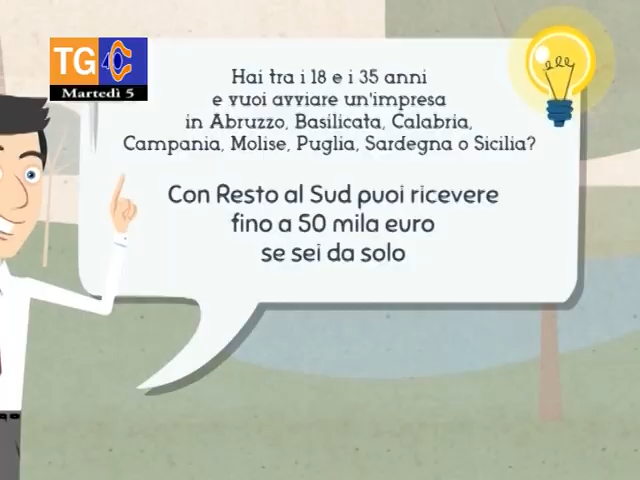 TG
Martedì 5
Hai tra i 18 e i 35 anni
e vuoi avviare un'impresa
in Abruzzo, Basilicata, Calabria,
Campania, Molise, Puglia, Sardegna o Sicilia?
Con Resto al Sud puoi ricevere
fino a 50 mila euro
se sei da solo